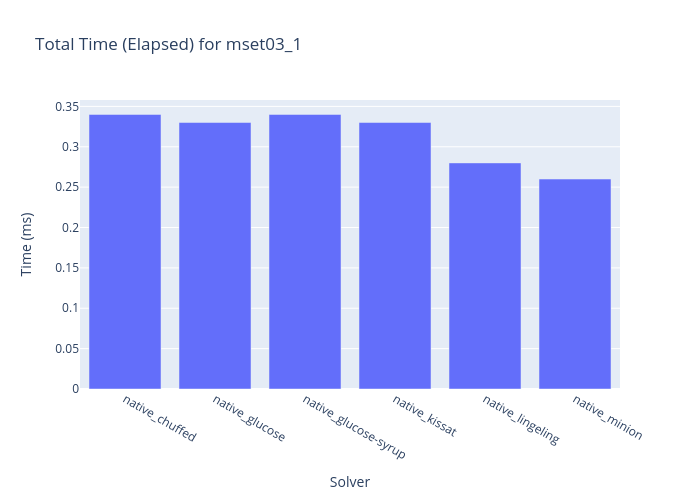 Total Time (Elapsed) for mset03_1
Time (ms)
0.35
0.3
0.25
0.2
0.15
0.1
0.05
0
native_chuffed
native_glucose
native_glucose-syrup
native_kissat
native_lingeling
native_minion
Solver